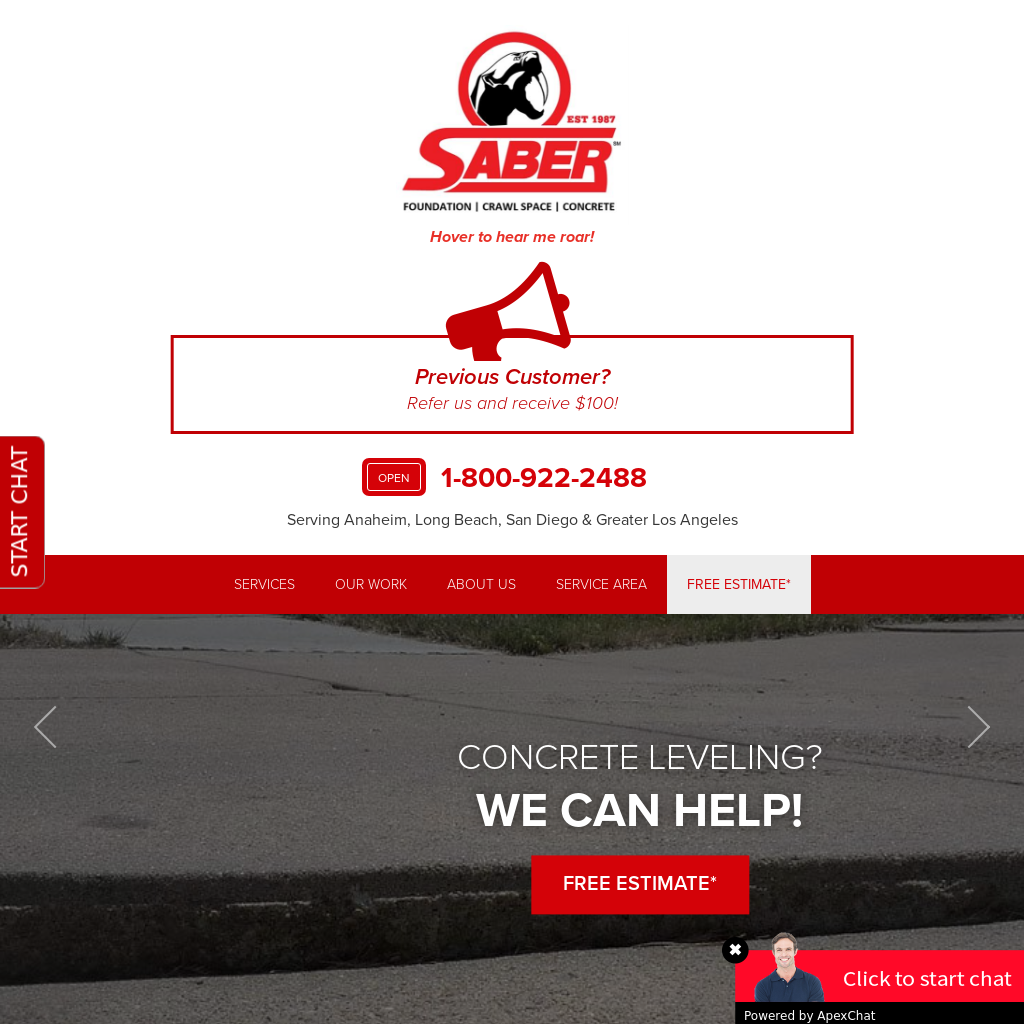 EST 1987
SABER℠
FOUNDATION | CRAWL SPACE | CONCRETE
Hover to hear me roar!
Previous Customer?
Refer us and receive $100!
OPEN 1-800-922-2488
START CHAT
Serving Anaheim, Long Beach, San Diego & Greater Los Angeles
SERVICES OUR WORK ABOUT US SERVICE AREA FREE ESTIMATE*
CONCRETE LEVELING?
WE CAN HELP!
FREE ESTIMATE*
Click to start chat
Powered by ApexChat